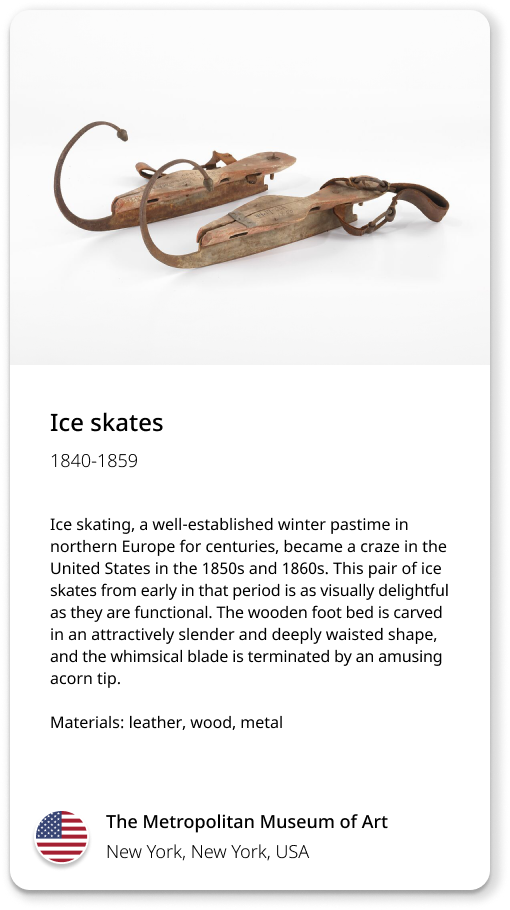 Ice skates
1840-1859
Ice skating, a well-established winter pastime in
northern Europe for centuries, became a craze in the
United States in the 1850s and 1860s. This pair of ice
skates from early in that period is as visually delightful
as they are functional. The wooden foot bed is carved
in an attractively slender and deeply waisted shape,
and the whimsical blade is terminated by an amusing
acorn tip.
Materials: leather, wood, metal
The Metropolitan Museum of Art
New York, New York, USA